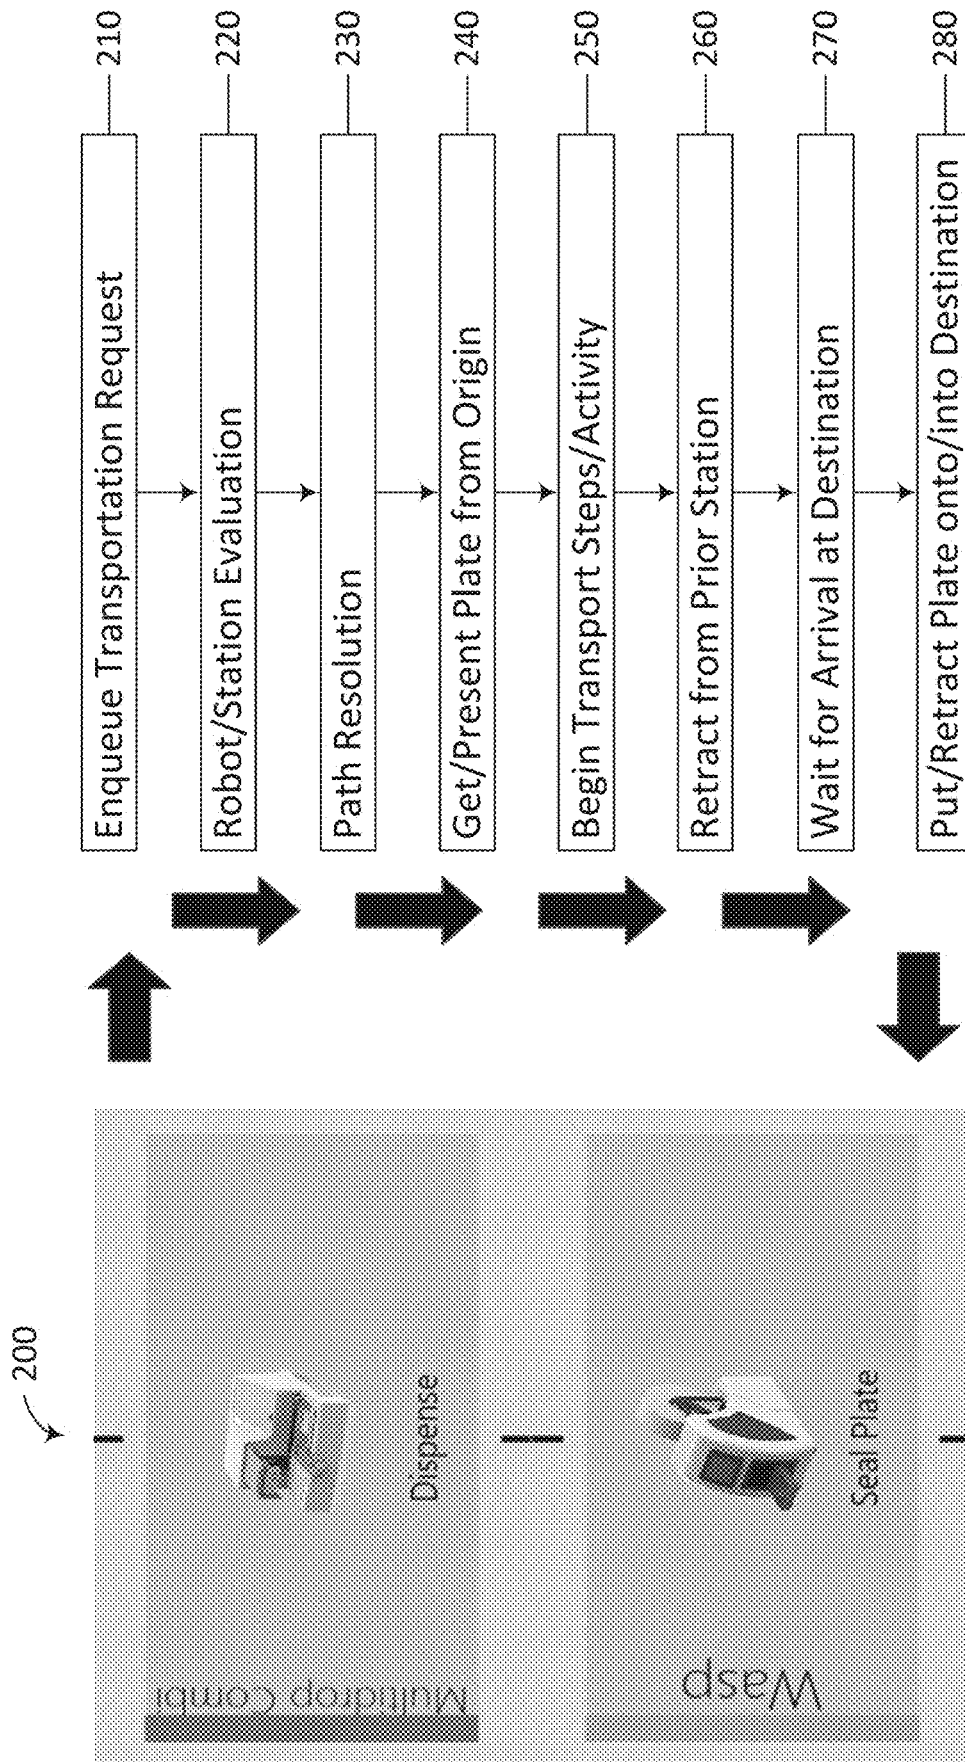 200
Multidrop Combi
Dispense
Wasp
Seal Plate
Enqueue Transportation Request
210
Robot/Station Evaluation
220
Path Resolution
230
Get/Present Plate from Origin
240
Begin Transport Steps/Activity
250
Retract from Prior Station
260
Wait for Arrival at Destination
270
Put/Retract Plate onto/into Destination
280